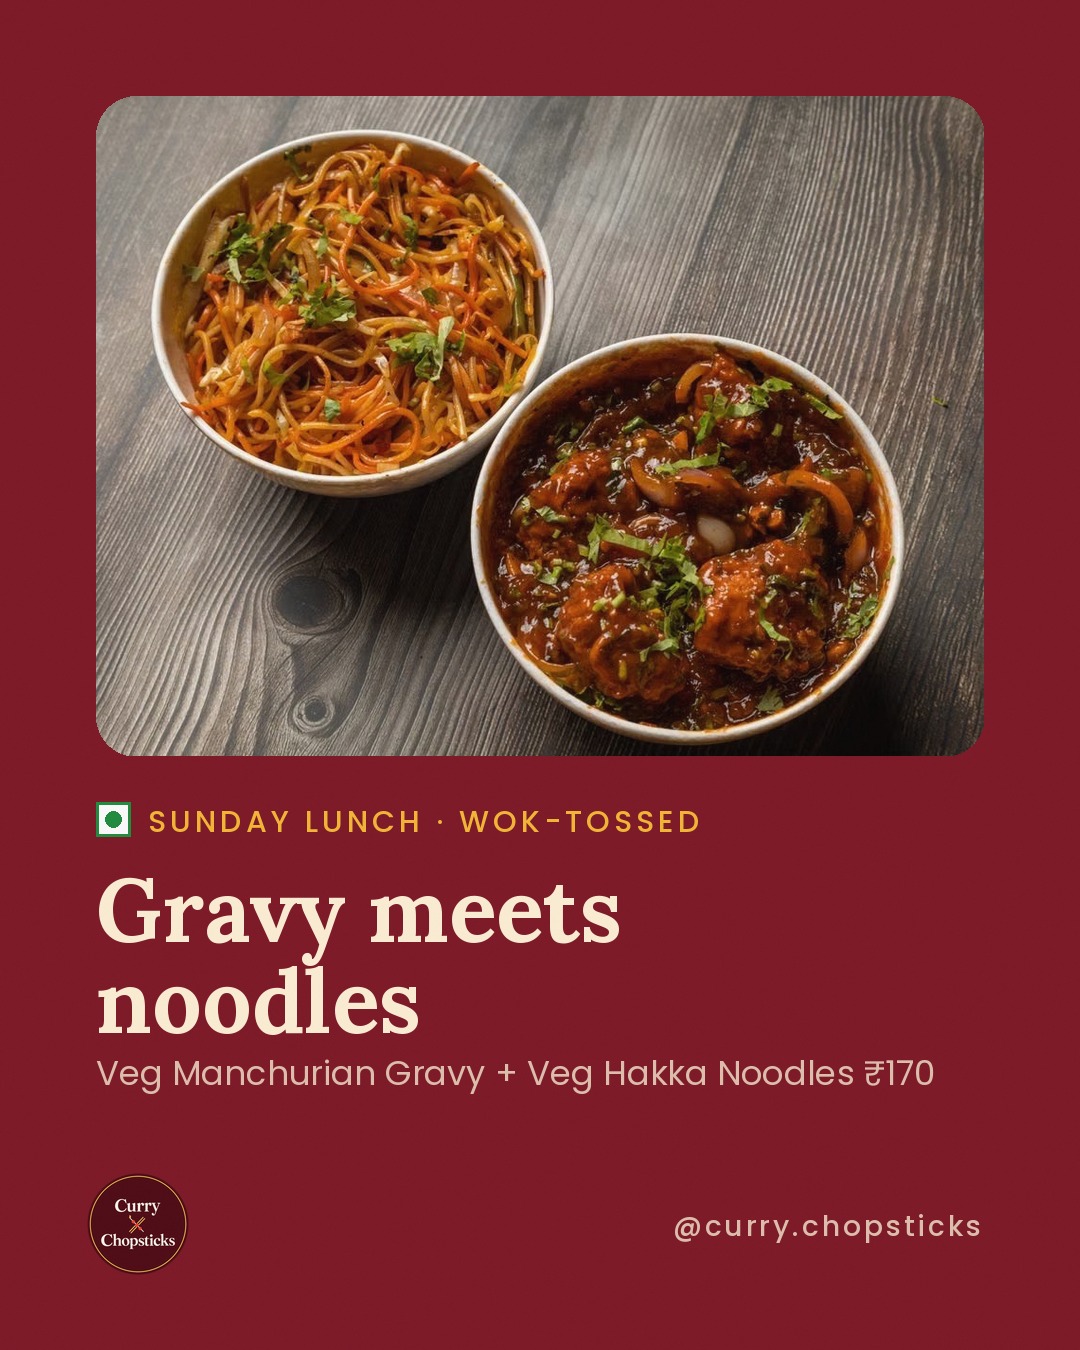 SUNDAY LUNCH · WOK-TOSSED
Gravy meets
noodles
Veg Manchurian Gravy + Veg Hakka Noodles ₹170
Curry
Chopsticks
@curry.chopsticks